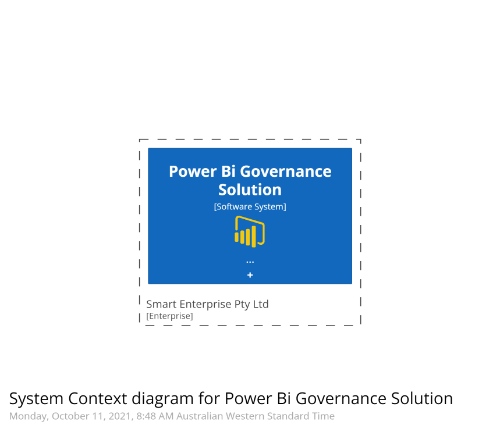 Power Bi Governance
Solution
[Software System]
...
+
Smart Enterprise Pty Ltd
[Enterprise]
System Context diagram for Power Bi Governance Solution
Monday, October 11, 2021, 8:48 AM Australian Western Standard Time